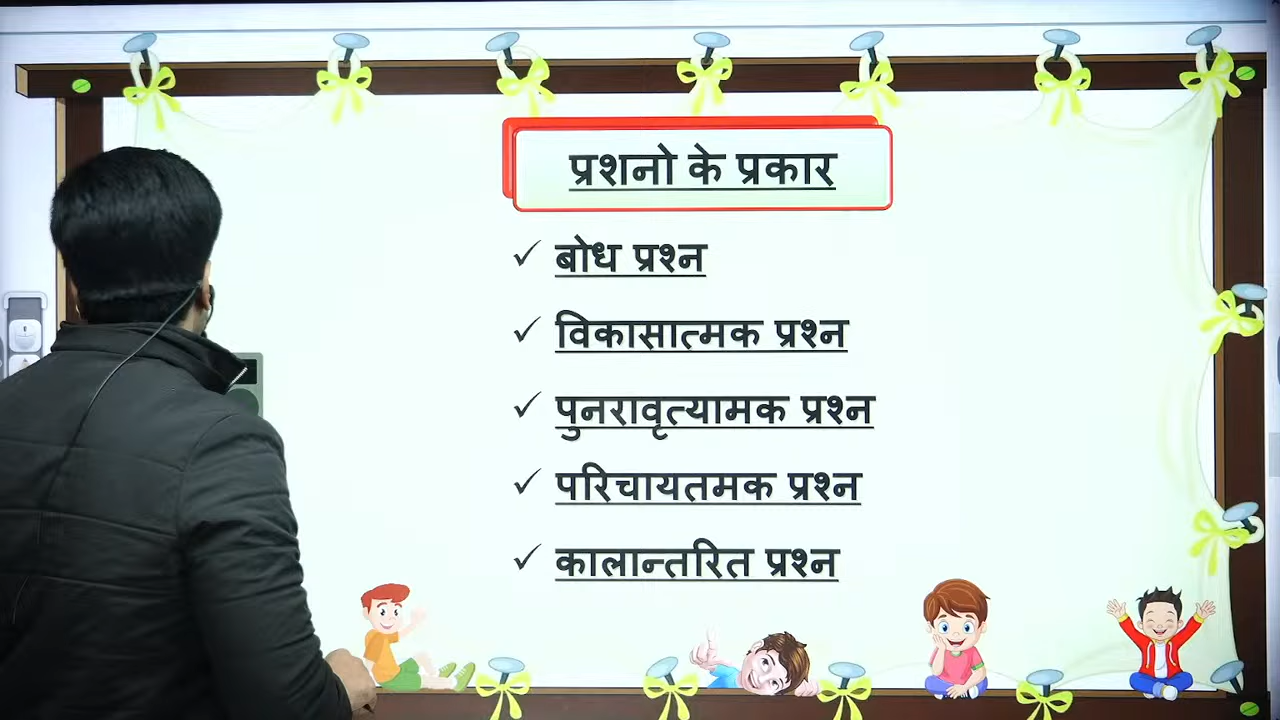 प्रशनो के प्रकार
बोध प्रश्न
विकासात्मक प्रश्न
पुनरावृत्यामक प्रश्न
परिचायतमक प्रश्न
कालान्तरित प्रश्न